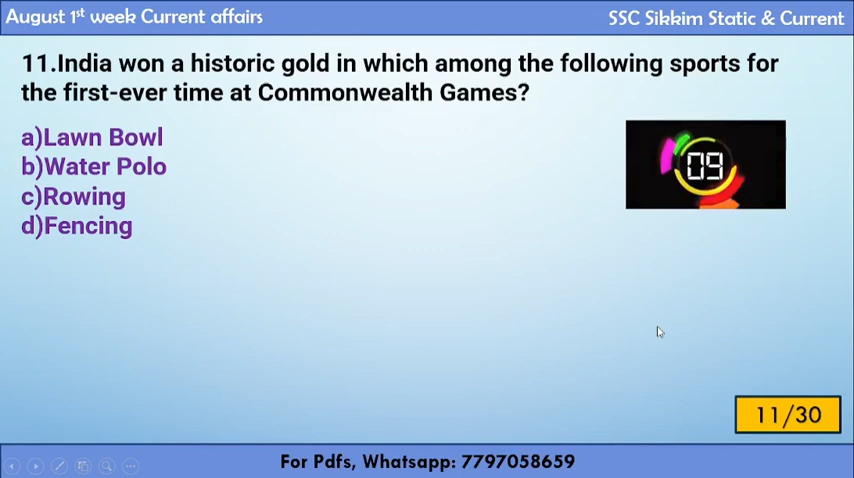 August 1st week Current affairs
SSC Sikkim Static & Current
11.India won a historic gold in which among the following sports for
the first-ever time at Commonwealth Games?
a)Lawn Bowl
b)Water Polo
c)Rowing
d)Fencing
09
11/30
For Pdfs, Whatsapp: 7797058659